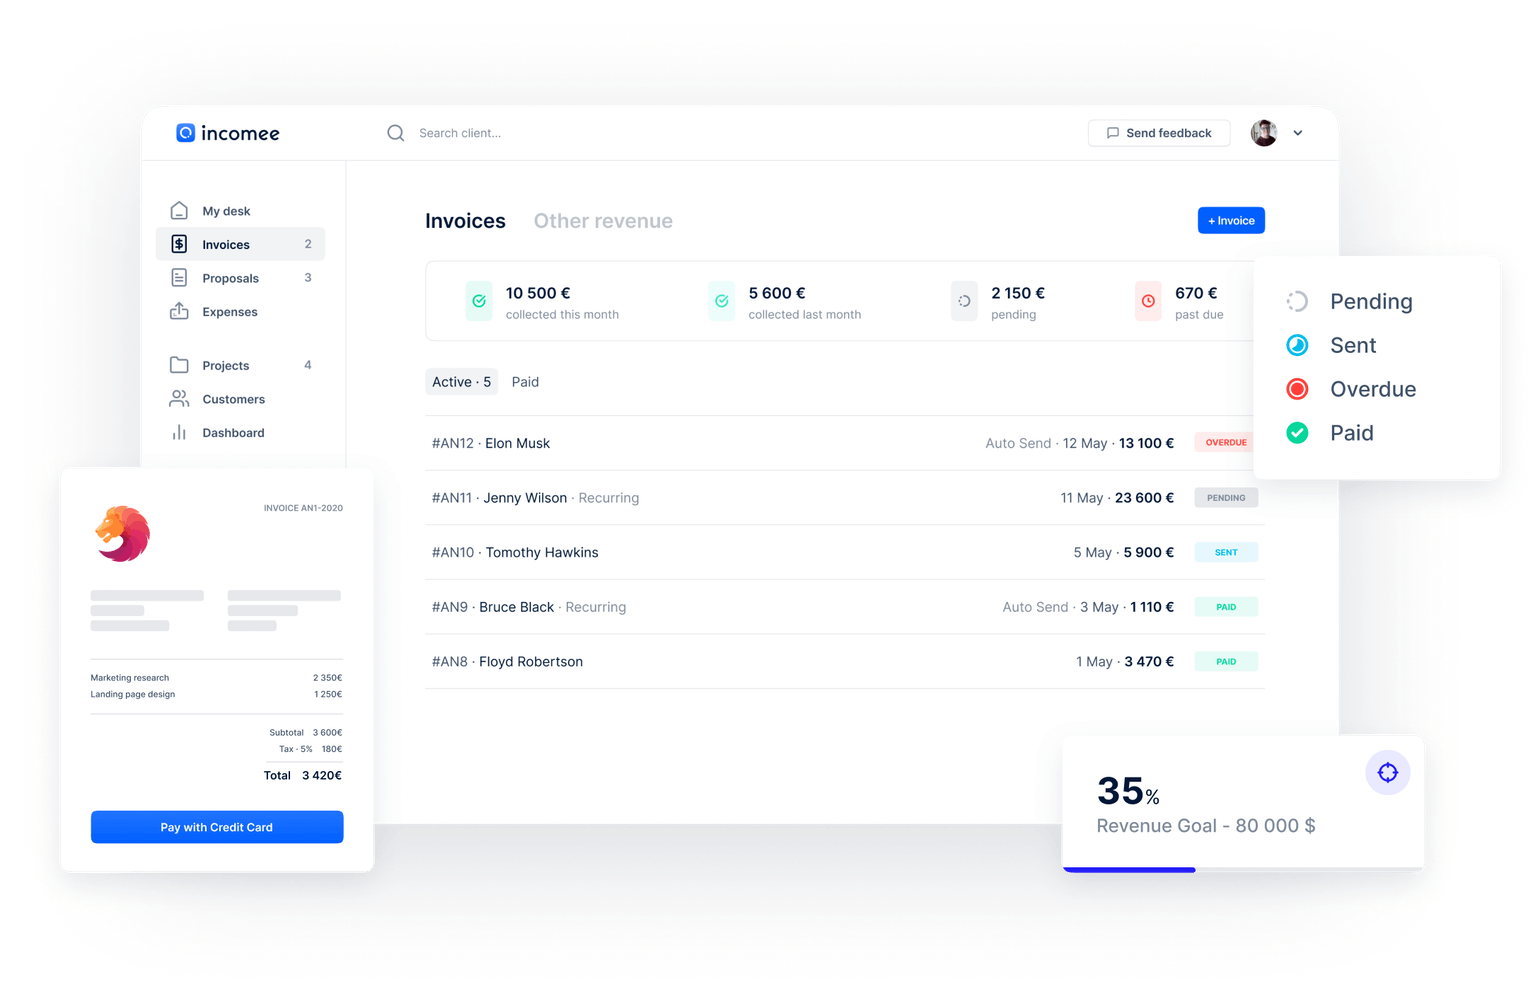 incomee
Search client...
Send feedback
My desk
Invoices 2
Proposals 3
Expenses
Projects 4
Customers
Dashboard
Invoices Other revenue
+ Invoice
10 500 € 5 600 € 2 150 € 670 €
collected this month collected last month pending past due
Active · 5 Paid
#AN12 · Elon Musk Auto Send · 12 May · 13 100 € OVERDUE
#AN11 · Jenny Wilson · Recurring 11 May · 23 600 € PENDING
#AN10 · Tomothy Hawkins 5 May · 5 900 € SENT
#AN9 · Bruce Black · Recurring Auto Send · 3 May · 1 110 € PAID
#AN8 · Floyd Robertson 1 May · 3 470 € PAID
Pending
Sent
Overdue
Paid
INVOICE AN1-2020
Marketing research 2 350€
Landing page design 1 250€
Subtotal 3 600€
Tax · 5% 180€
Total 3 420€
Pay with Credit Card
35%
Revenue Goal - 80 000 $